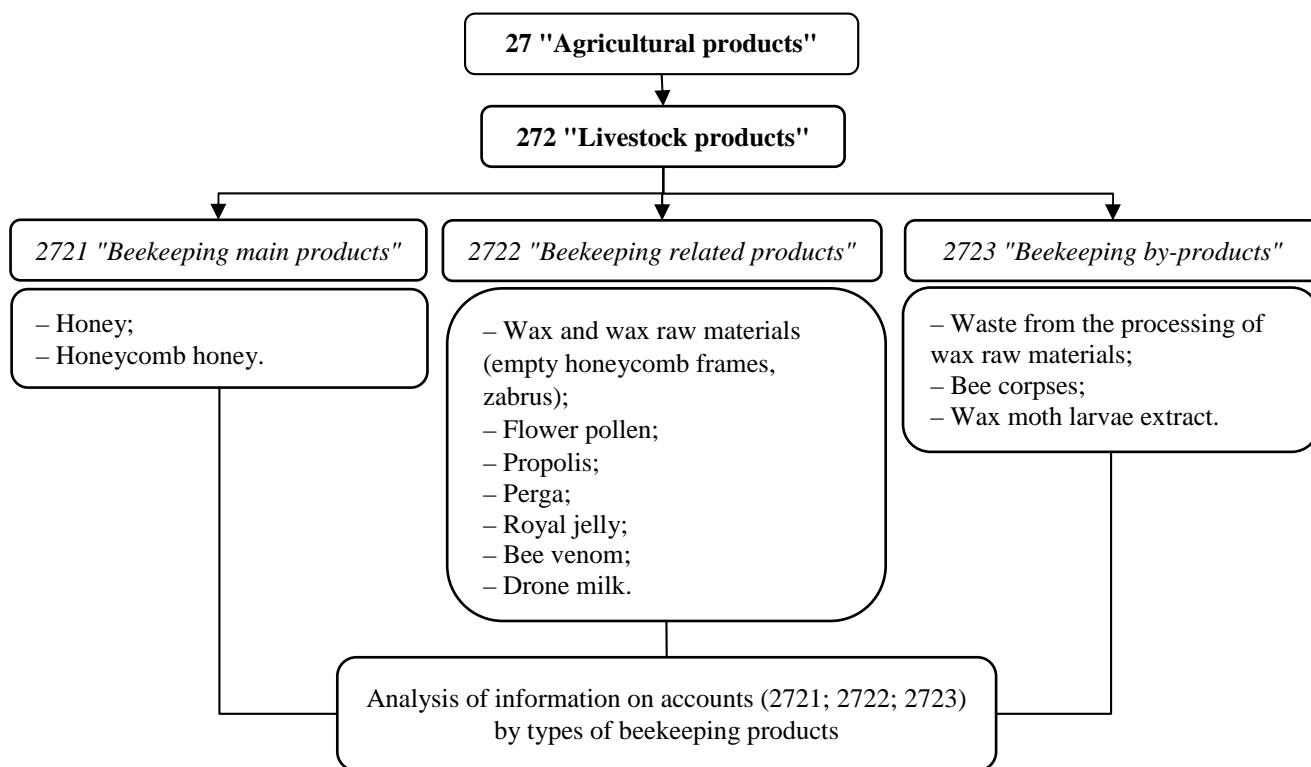 27 "Agricultural products"
272 "Livestock products"
2721 "Beekeeping main products"
– Honey;
– Honeycomb honey.
2722 "Beekeeping related products"
– Wax and wax raw materials
(empty honeycomb frames,
zabrus);
– Flower pollen;
– Propolis;
– Perga;
– Royal jelly;
– Bee venom;
– Drone milk.
2723 "Beekeeping by-products"
– Waste from the processing of
wax raw materials;
– Bee corpses;
– Wax moth larvae extract.
Analysis of information on accounts (2721; 2722; 2723)
by types of beekeeping products